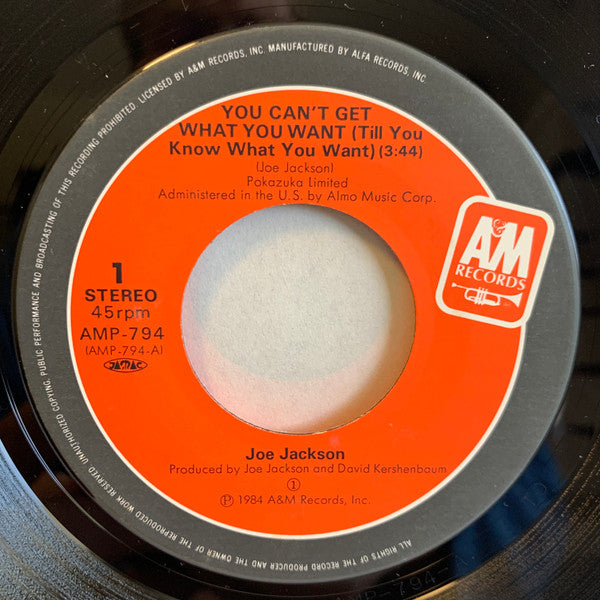 UNAUTHORIZED COPYING, PUBLIC PERFORMANCE AND BROADCASTING OF THIS RECORDING PROHIBITED. LICENSED BY A&M RECORDS, INC. MANUFACTURED BY ALFA RECORDS, INC.
YOU CAN'T GET
WHAT YOU WANT (Till You
Know What You Want) (3:44)
(Joe Jackson)
Pokazuka Limited
Administered in the U.S. by Almo Music Corp.
A&M
RECORDS
1
STEREO
45rpm
AMP-794
(AMP-794-A)
JASRAC
Joe Jackson
Produced by Joe Jackson and David Kershenbaum
①
Ⓟ 1984 A&M Records, Inc.
ALL RIGHTS OF THE RECORD PRODUCER AND THE OWNER OF THE REPRODUCED WORK RESERVED.
AMP-794-A